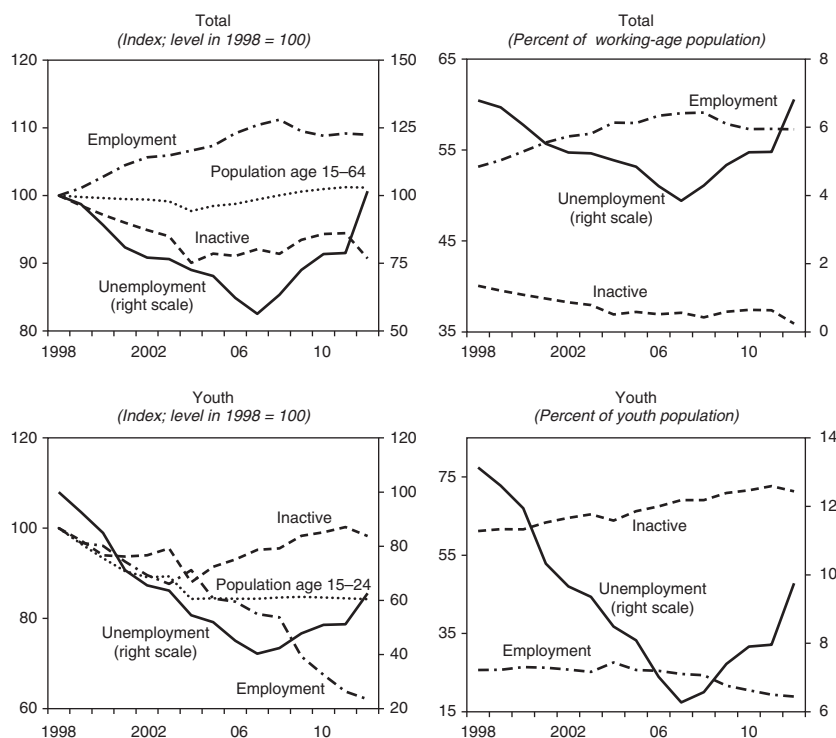 Total
(Index; level in 1998 = 100)
120
110
100
90
80
150
125
100
75
50
Employment
Population age 15–64
Inactive
Unemployment
(right scale)
1998
2002
06
10
Total
(Percent of working-age population)
65
55
45
35
8
6
4
2
0
Employment
Unemployment
(right scale)
Inactive
1998
2002
06
10
Youth
(Index; level in 1998 = 100)
120
100
80
60
120
100
80
60
40
20
Inactive
Population age 15–24
Unemployment
(right scale)
Employment
1998
2002
06
10
Youth
(Percent of youth population)
75
55
35
15
14
12
10
8
6
Inactive
Unemployment
(right scale)
Employment
1998
2002
06
10